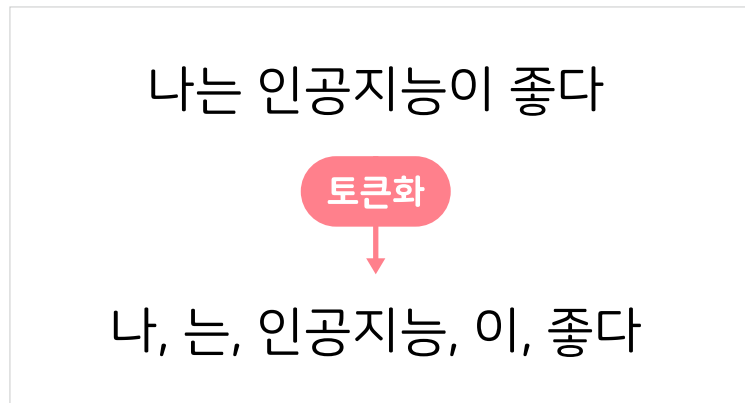 나는 인공지능이 좋다
토큰화
나, 는, 인공지능, 이, 좋다